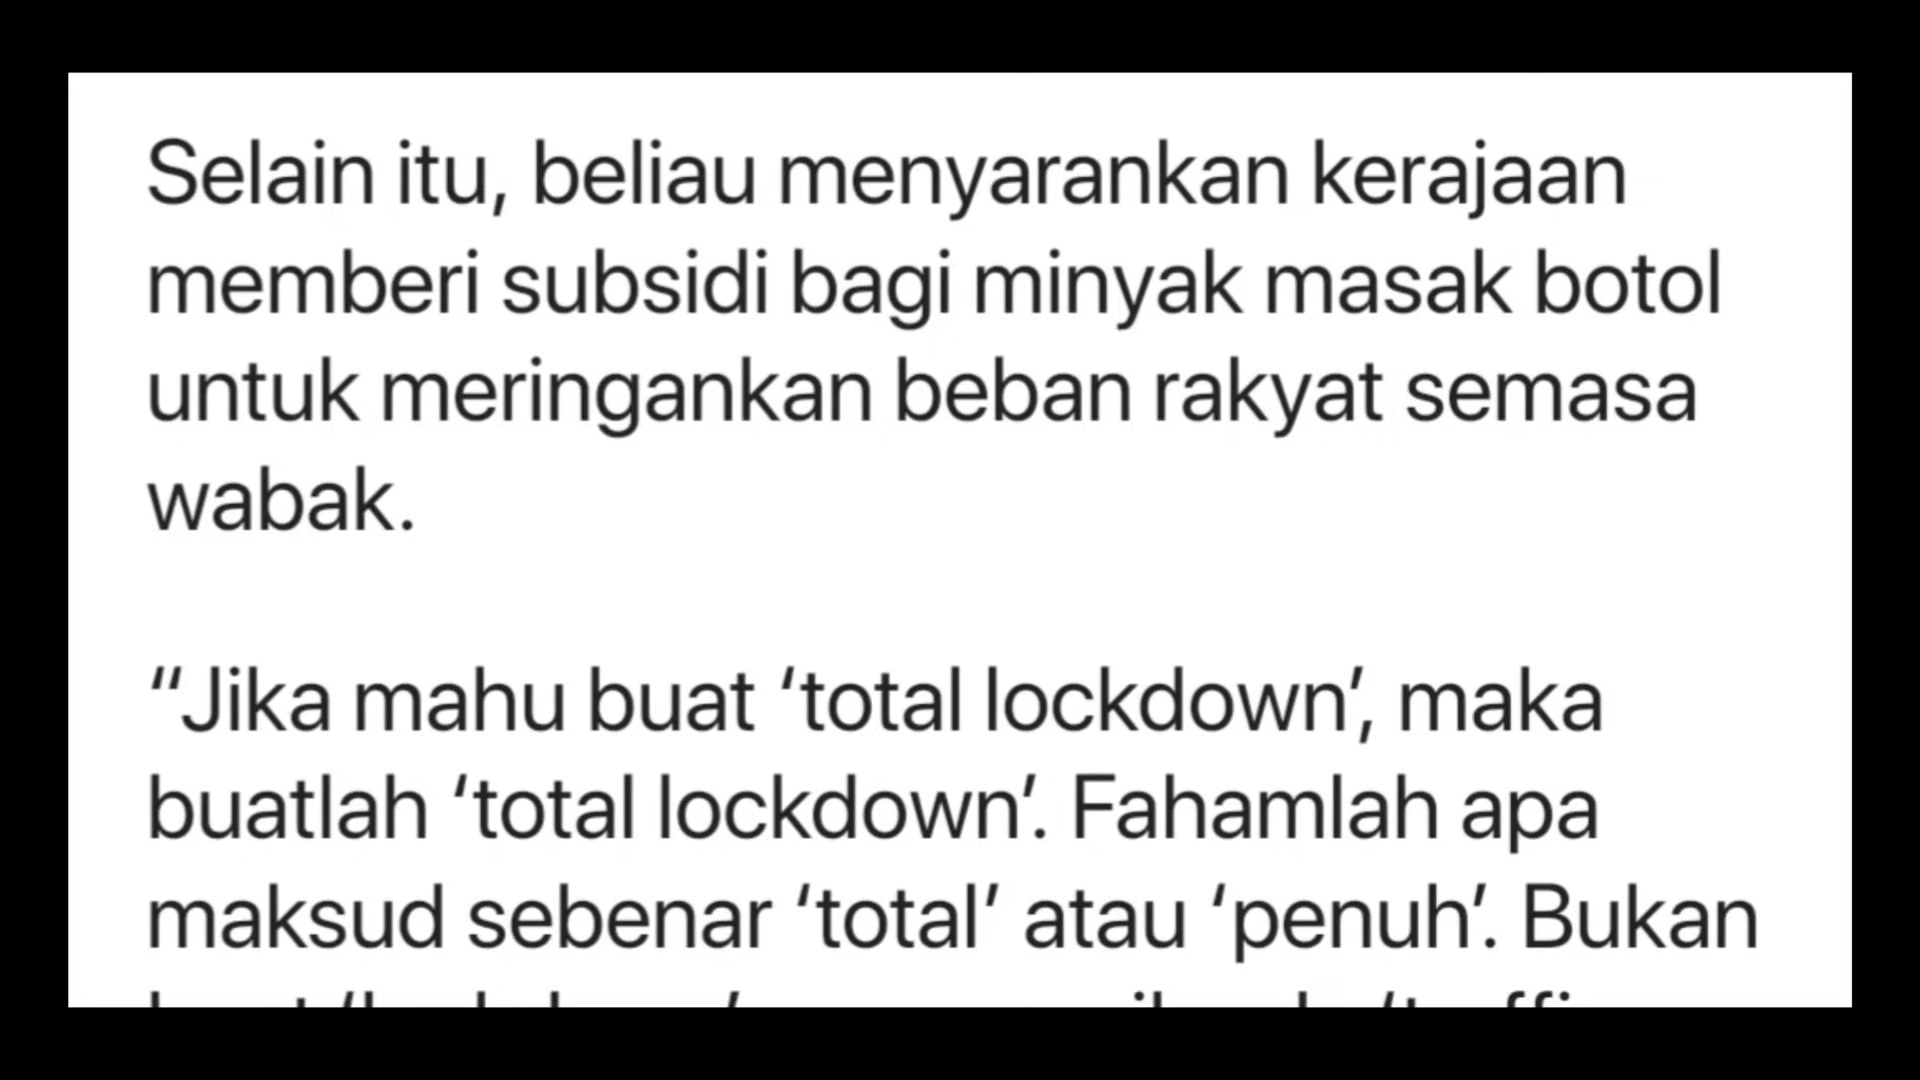 Selain itu, beliau menyarankan kerajaan
memberi subsidi bagi minyak masak botol
untuk meringankan beban rakyat semasa
wabak.
“Jika mahu buat ‘total lockdown’, maka
buatlah ‘total lockdown’. Fahamlah apa
maksud sebenar ‘total’ atau ‘penuh’. Bukan